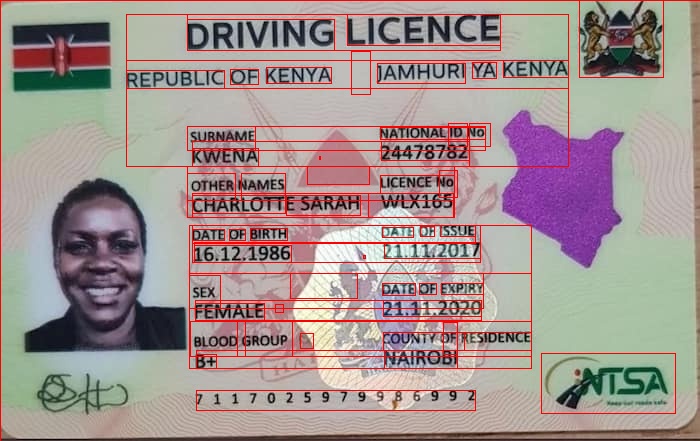 DRIVING LICENCE
REPUBLIC OF KENYA JAMHURI YA KENYA
SURNAME NATIONAL ID No
KWENA 24478782
OTHER NAMES LICENCE No
CHARLOTTE SARAH WLX165
DATE OF BIRTH DATE OF ISSUE
16.12.1986 21.11.2017
SEX DATE OF EXPIRY
FEMALE 21.11.2020
BLOOD GROUP COUNTY OF RESIDENCE
B+ NAIROBI
7 1 1 7 0 2 5 9 7 9 9 8 6 9 9 2
NTSA
Keep our roads safe